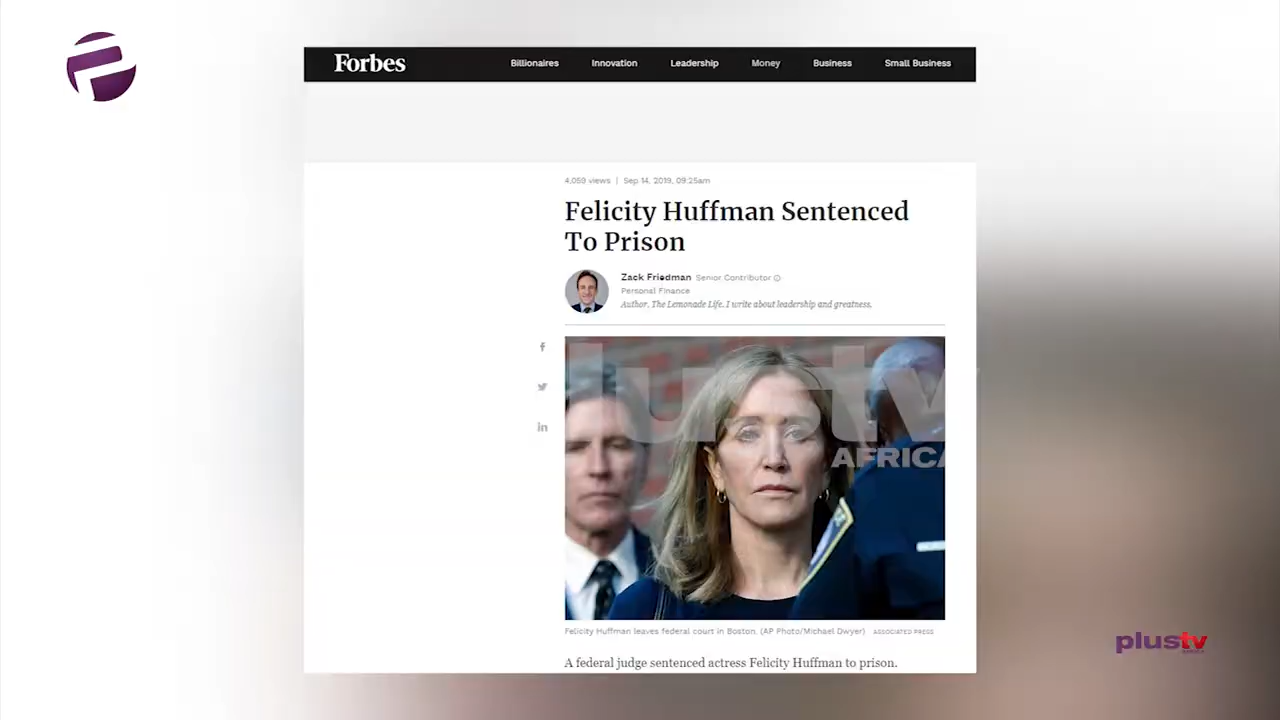 Forbes
Billionaires Innovation Leadership Money Business Small Business
4,059 views | Sep 14, 2019, 09:25am
Felicity Huffman Sentenced
To Prison
Zack Friedman Senior Contributor
Personal Finance
Author, The Lemonade Life. I write about leadership and greatness.
f
in
lustv
AFRICA
Felicity Huffman leaves federal court in Boston. (AP Photo/Michael Dwyer) ASSOCIATED PRESS
A federal judge sentenced actress Felicity Huffman to prison.
plustv